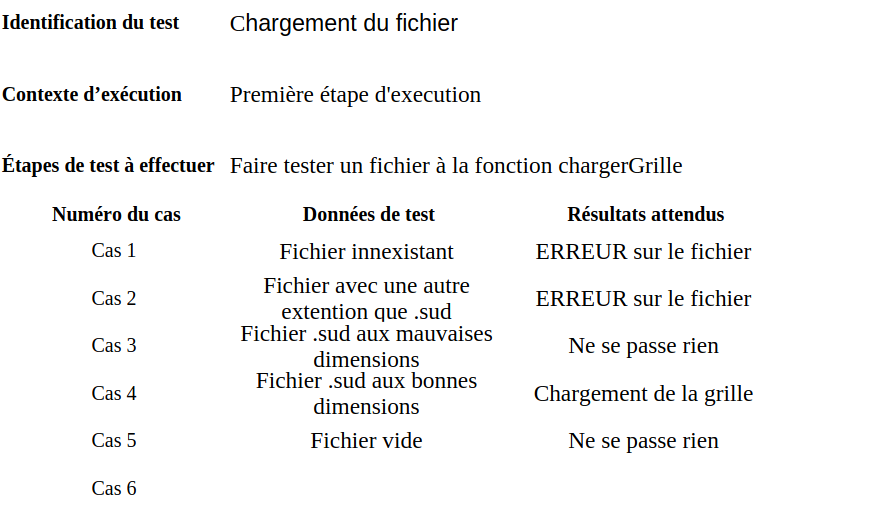 Identification du test Chargement du fichier
Contexte d’exécution Première étape d'execution
Étapes de test à effectuer Faire tester un fichier à la fonction chargerGrille
Numéro du cas Données de test Résultats attendus
Cas 1 Fichier innexistant ERREUR sur le fichier
Cas 2 Fichier avec une autre
extention que .sud ERREUR sur le fichier
Cas 3 Fichier .sud aux mauvaises
dimensions Ne se passe rien
Cas 4 Fichier .sud aux bonnes
dimensions Chargement de la grille
Cas 5 Fichier vide Ne se passe rien
Cas 6